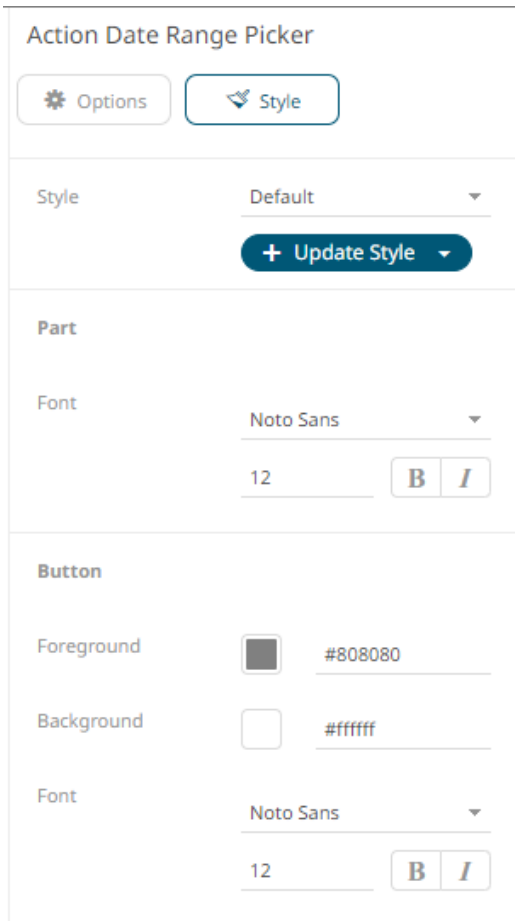 Action Date Range Picker
Options Style
Style Default
+ Update Style
Part
Font
Noto Sans
12 B I
Button
Foreground #808080
Background #ffffff
Font
Noto Sans
12 B I